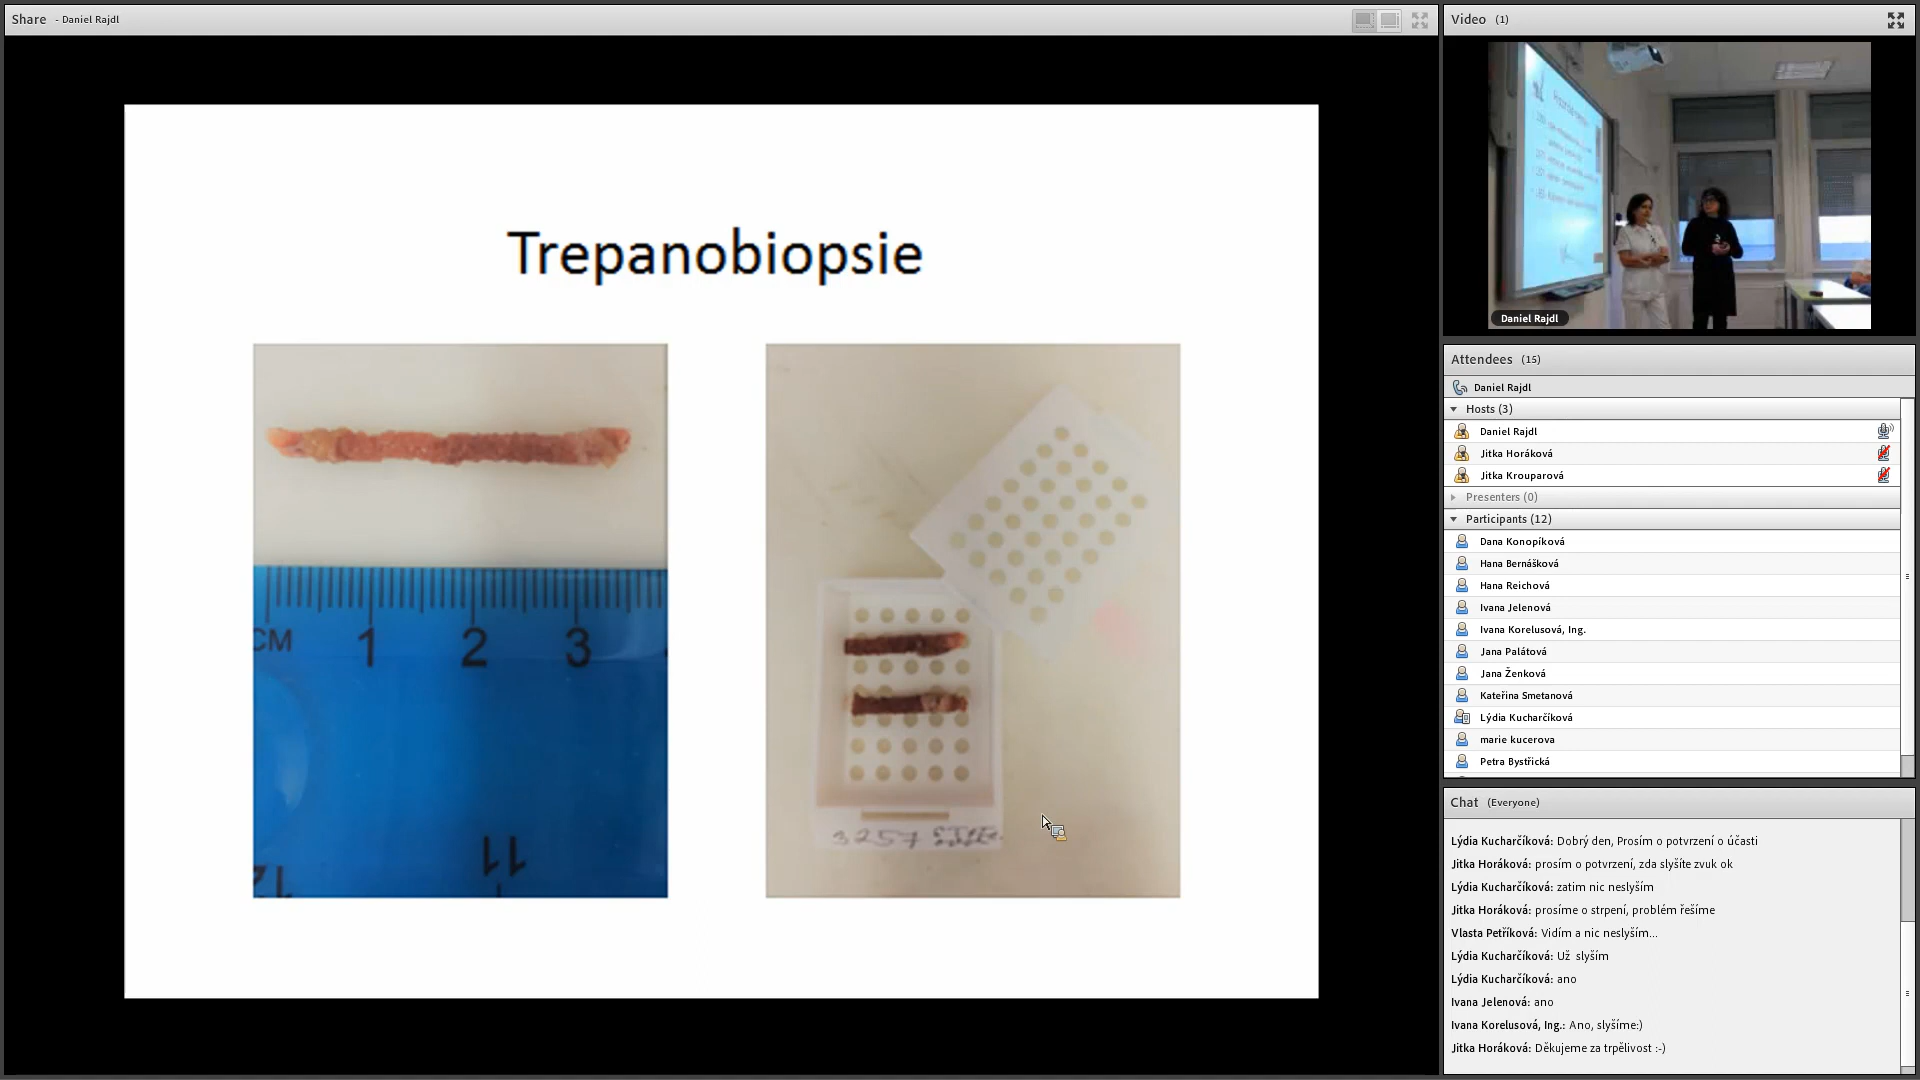 Share - Daniel Rajdl
Trepanobiopsie
CM 1 2 3
11
12
3257
Video (1)
Daniel Rajdl
Attendees (15)
Daniel Rajdl
Hosts (3)
Daniel Rajdl
Jitka Horáková
Jitka Krouparová
Presenters (0)
Participants (12)
Dana Konopíková
Hana Bernášková
Hana Reichová
Ivana Jelenová
Ivana Korelusová, Ing.
Jana Palátová
Jana Ženková
Kateřina Smetanová
Lýdia Kucharčíková
marie kucerova
Petra Bystřická
Chat (Everyone)
Lýdia Kucharčíková: Dobrý den, Prosím o potvrzení o účasti
Jitka Horáková: prosím o potvrzení, zda slyšíte zvuk ok
Lýdia Kucharčíková: zatim nic neslyším
Jitka Horáková: prosíme o strpení, problém řešíme
Vlasta Petříková: Vidím a nic neslyším...
Lýdia Kucharčíková: Už slyším
Lýdia Kucharčíková: ano
Ivana Jelenová: ano
Ivana Korelusová, Ing.: Ano, slyšíme:)
Jitka Horáková: Děkujeme za trpělivost :-)